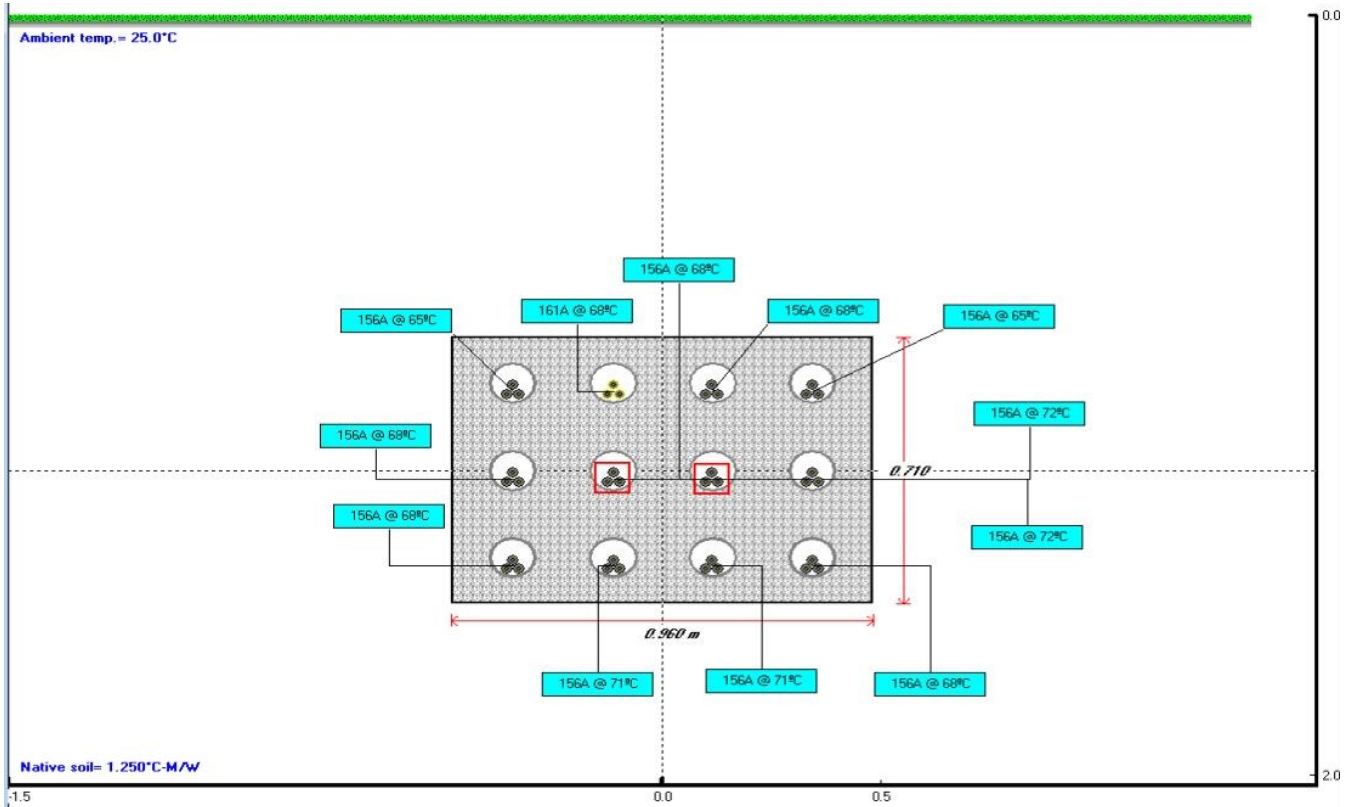 0.0
Ambient temp.= 25.0°C
156A @ 68ºC
156A @ 65ºC
161A @ 68ºC
156A @ 68ºC
156A @ 65ºC
156A @ 72ºC
156A @ 68ºC
0.710
156A @ 68ºC
156A @ 72ºC
0.960 m
156A @ 71ºC
156A @ 71ºC
156A @ 68ºC
Native soil= 1.250°C-M/W
2.0
-1.5
0.0
0.5